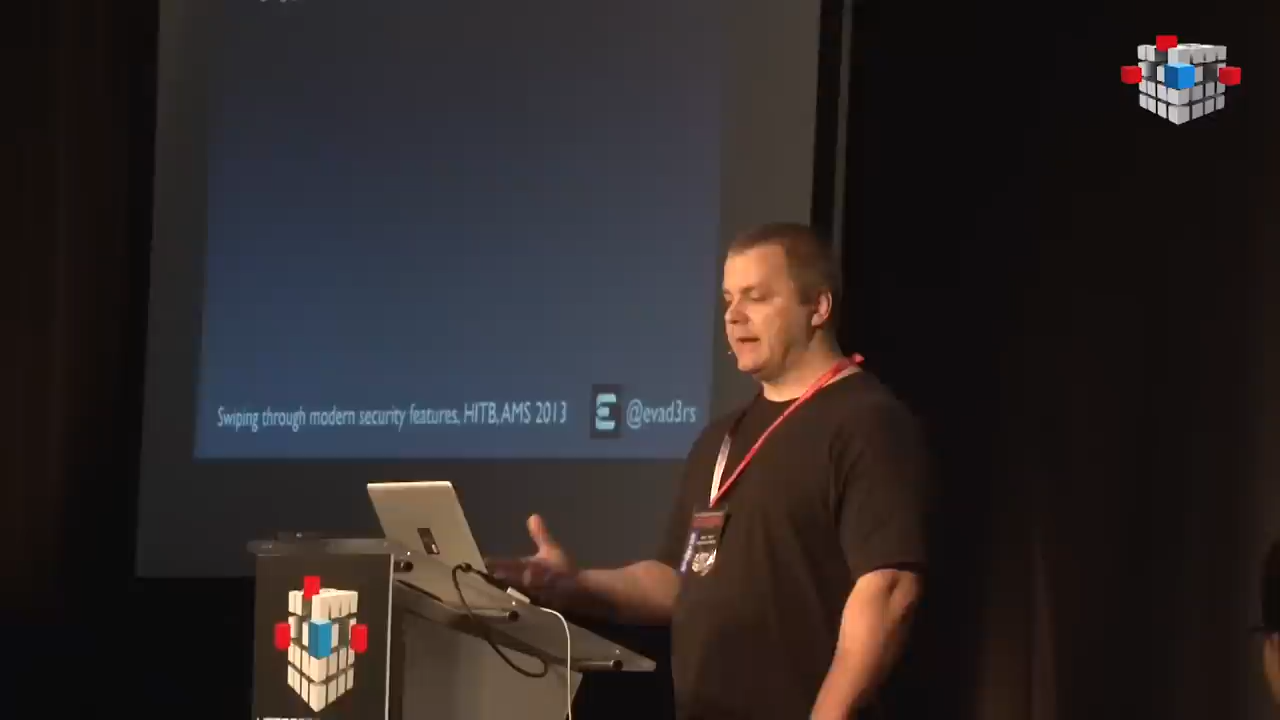 Swiping through modern security features, HITB, AMS 2013
E @evad3rs